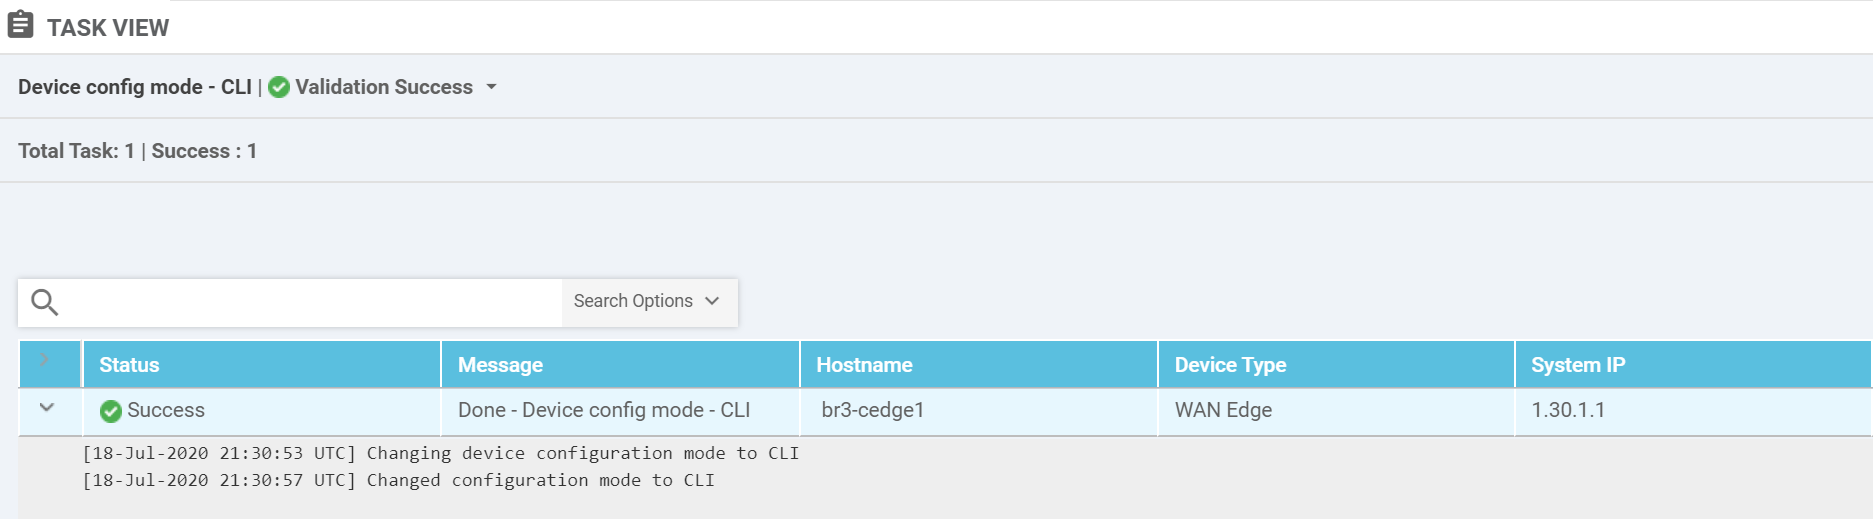 TASK VIEW
Device config mode - CLI | Validation Success
Total Task: 1 | Success : 1
Search Options
Status Message Hostname Device Type System IP
Success Done - Device config mode - CLI br3-cedge1 WAN Edge 1.30.1.1
[18-Jul-2020 21:30:53 UTC] Changing device configuration mode to CLI
[18-Jul-2020 21:30:57 UTC] Changed configuration mode to CLI